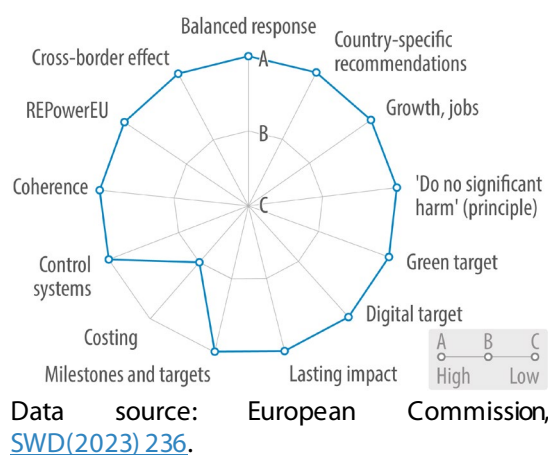 Balanced response
A
Country-specific
recommendations
Cross-border effect
REPowerEU
Growth, jobs
B
Coherence
C
'Do no significant
harm' (principle)
Control
systems
Green target
Costing
Digital target
Milestones and targets
Lasting impact
A B C
High Low
Data source: European Commission,
SWD(2023) 236.